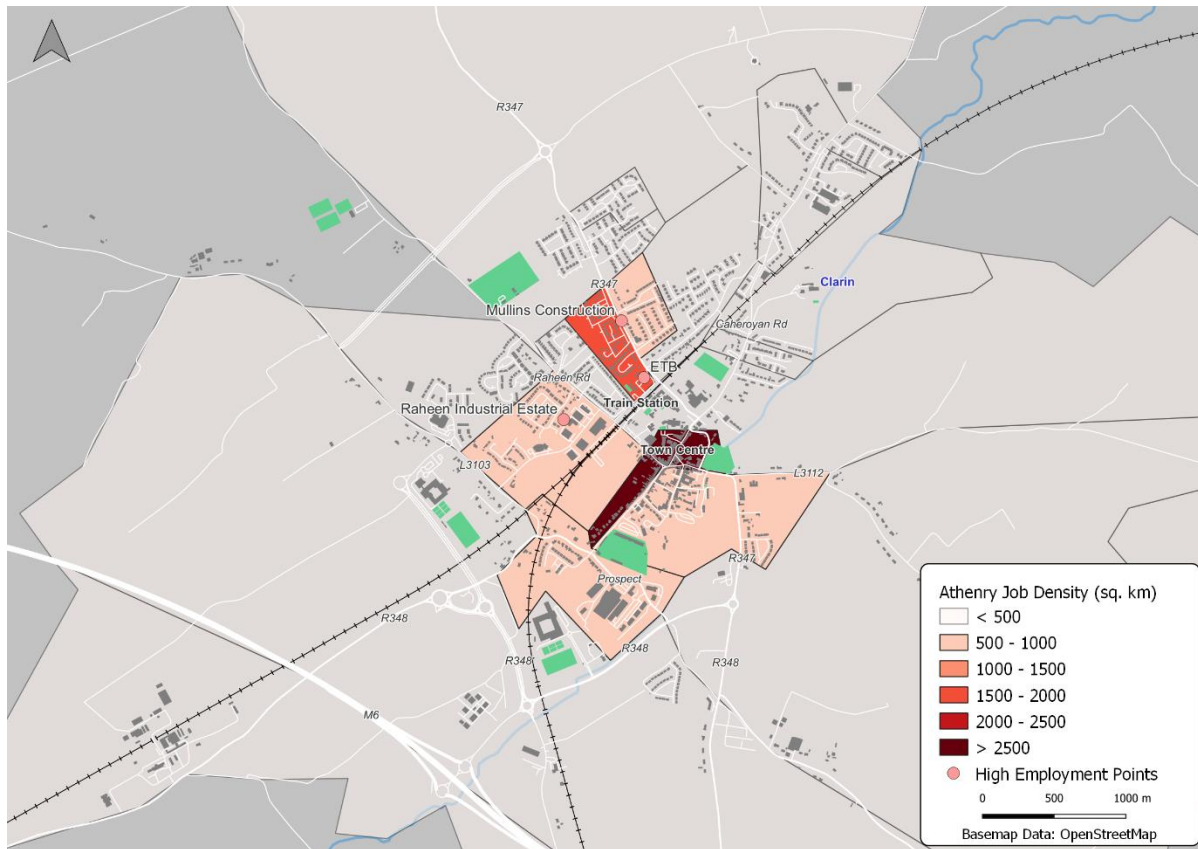 R347
Clarin
R347
Mullins Construction
Caheroyan Rd
ETB
Raheen Rd
Train Station
Raheen Industrial Estate
Town Centre
L3103
L3112
R347
Prospect
R348
R348
R348
R348
M6
Athenry Job Density (sq. km)
< 500
500 - 1000
1000 - 1500
1500 - 2000
2000 - 2500
> 2500
High Employment Points
0 500 1000 m
Basemap Data: OpenStreetMap